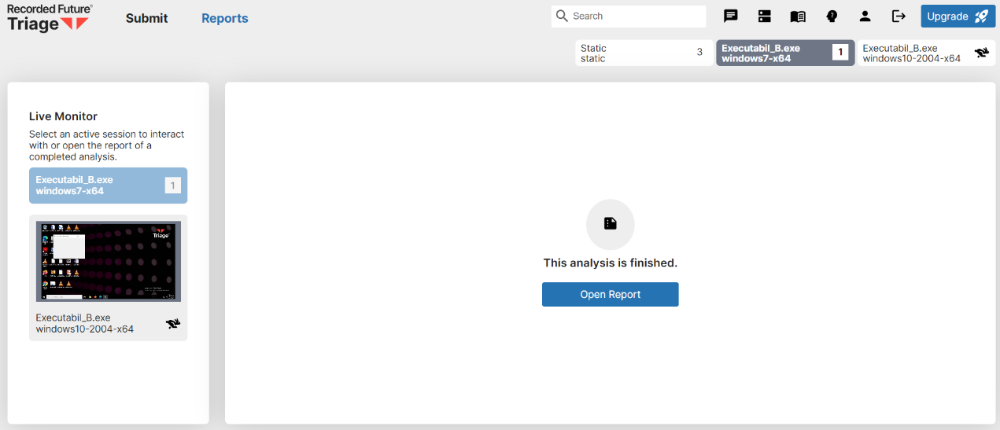 Recorded Future®
Triage
Submit
Reports
Search
Upgrade
Static
static
3
Executabil_B.exe
windows7-x64
1
Executabil_B.exe
windows10-2004-x64
Live Monitor
Select an active session to interact
with or open the report of a
completed analysis.
Executabil_B.exe
windows7-x64
1
Triage
Executabil_B.exe
windows10-2004-x64
This analysis is finished.
Open Report